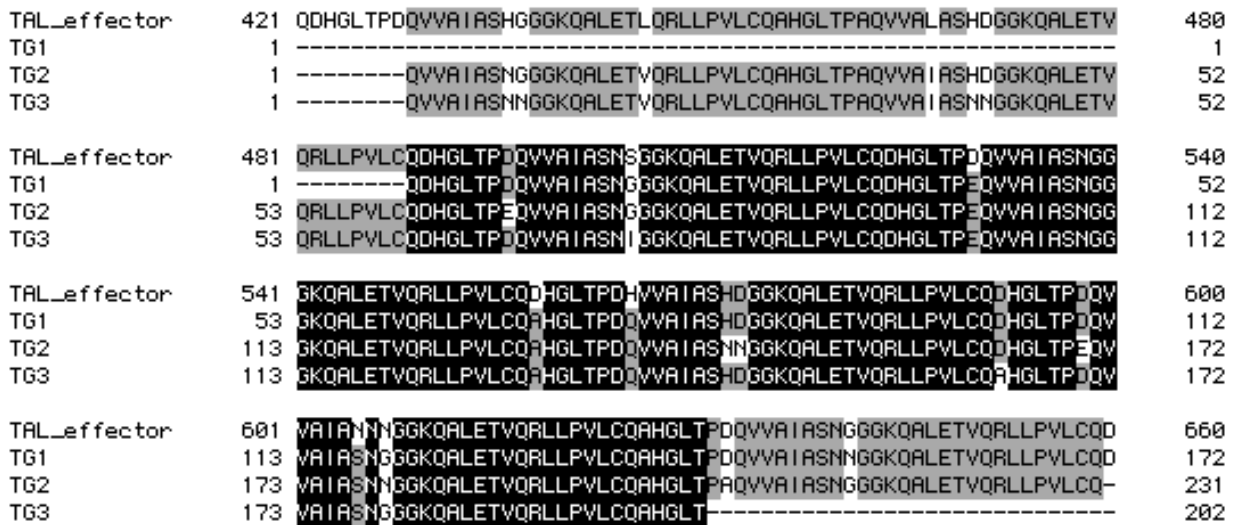 TAL_effector 421 QDHGLTPDQVVAIASHGGGKQALETLQRLLPVLCQAHGLTPAQVVALASHDGGKQALETV 480
TG1 1 ------------------------------------------------------------ 1
TG2 1 --------QVVAIASNGGGKQALETVQRLLPVLCQAHGLTPAQVVAIASHDGGKQALETV 52
TG3 1 --------QVVAIASNNGGKQALETVQRLLPVLCQAHGLTPAQVVAIASNNGGKQALETV 52
TAL_effector 481 QRLLPVLCQDHGLTPDQVVAIASNSGGKQALETVQRLLPVLCQDHGLTPDQVVAIASNGG 540
TG1 1 --------QDHGLTPDQVVAIASNGGGKQALETVQRLLPVLCQDHGLTPEQVVAIASNGG 52
TG2 53 QRLLPVLCQDHGLTPEQVVAIASNGGGKQALETVQRLLPVLCQDHGLTPEQVVAIASNGG 112
TG3 53 QRLLPVLCQDHGLTPDQVVAIASNIGGKQALETVQRLLPVLCQDHGLTPEQVVAIASNGG 112
TAL_effector 541 GKQALETVQRLLPVLCQDHGLTPDHVVAIASHDGGKQALETVQRLLPVLCQDHGLTPDQV 600
TG1 53 GKQALETVQRLLPVLCQAHGLTPDQVVAIASHDGGKQALETVQRLLPVLCQDHGLTPDQV 112
TG2 113 GKQALETVQRLLPVLCQAHGLTPDQVVAIASNNGGKQALETVQRLLPVLCQDHGLTPEQV 172
TG3 113 GKQALETVQRLLPVLCQAHGLTPDQVVAIASHDGGKQALETVQRLLPVLCQAHGLTPDQV 172
TAL_effector 601 VAIANNNGGKQALETVQRLLPVLCQAHGLTPDQVVAIASNGGGKQALETVQRLLPVLCQD 660
TG1 113 VAIASNGGGKQALETVQRLLPVLCQAHGLTPDQVVAIASNNGGKQALETVQRLLPVLCQD 172
TG2 173 VAIASNNGGKQALETVQRLLPVLCQAHGLTPAQVVAIASNGGGKQALETVQRLLPVLCQ- 231
TG3 173 VAIASNGGGKQALETVQRLLPVLCQAHGLT------------------------------ 202